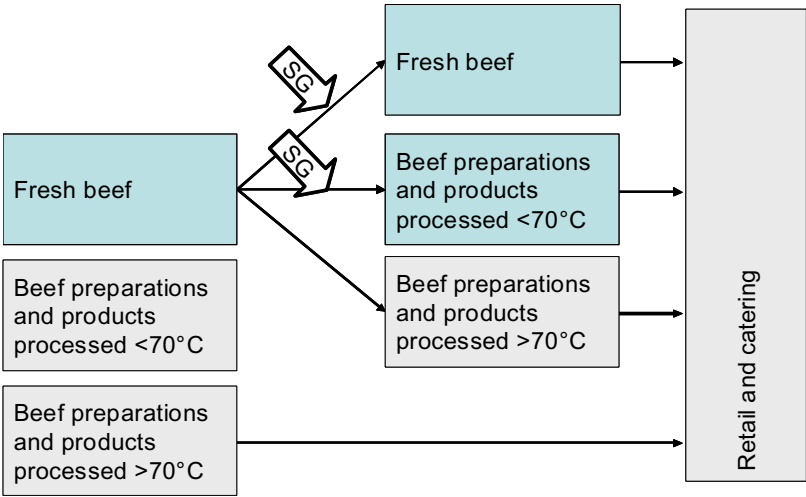 SG
Fresh beef
SG
Fresh beef
Beef preparations
and products
processed <70°C
Beef preparations
and products
processed <70°C
Beef preparations
and products
processed >70°C
Beef preparations
and products
processed >70°C
Retail and catering